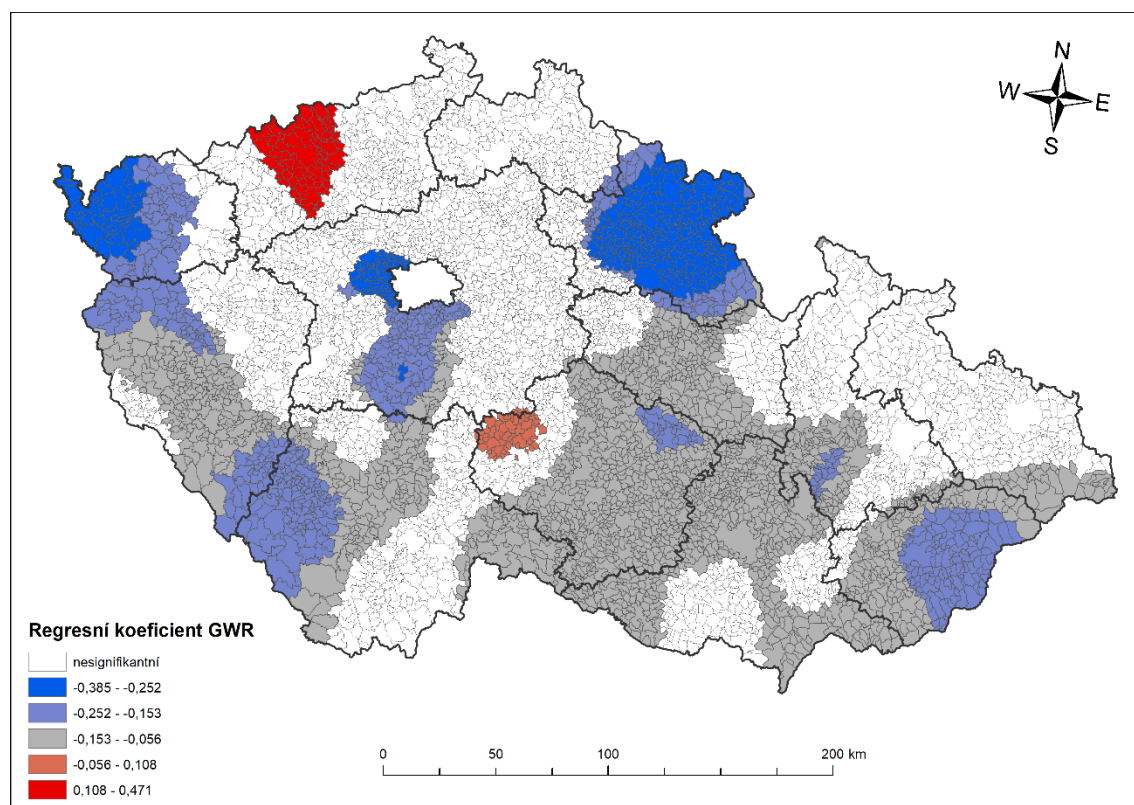 N
W E
S
Regresní koeficient GWR
nesignifikantní
-0,385 - -0,252
-0,252 - -0,153
-0,153 - -0,056
-0,056 - 0,108
0,108 - 0,471
0 50 100 200 km